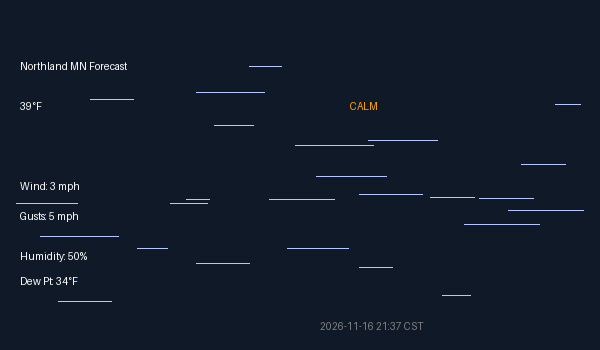 Northland MN Forecast
39°F
CALM
Wind: 3 mph
Gusts: 5 mph
Humidity: 50%
Dew Pt: 34°F
2026-11-16 21:37 CST